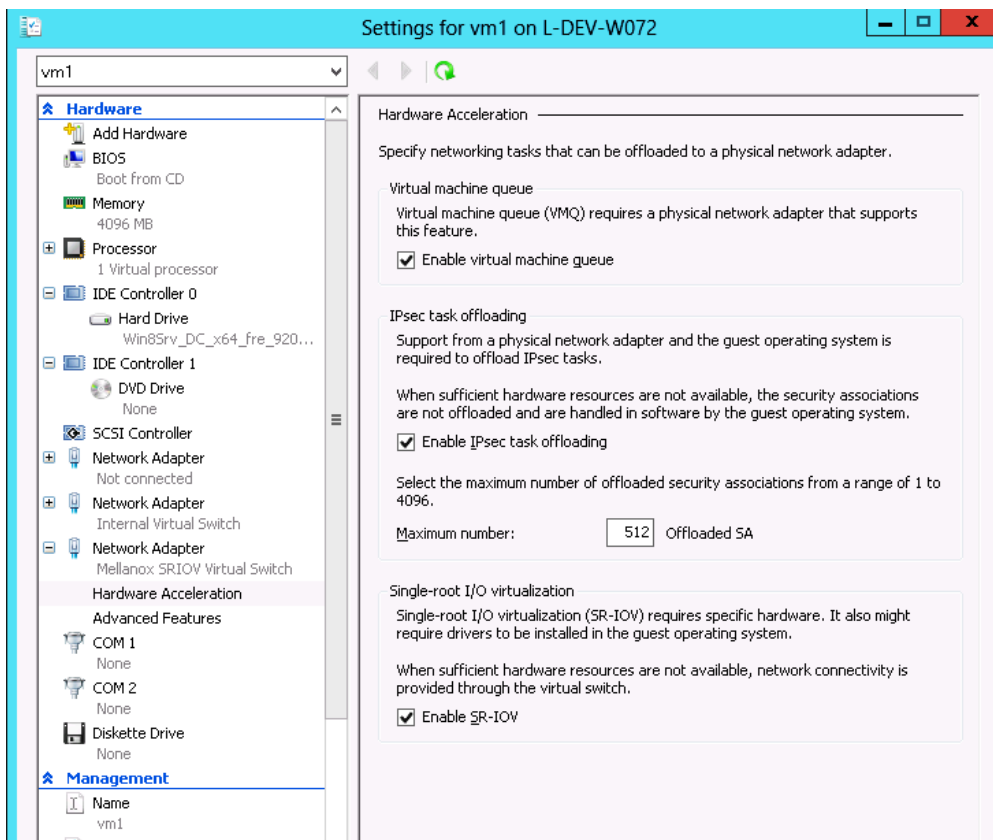 Settings for vm1 on L-DEV-W072
vm1
Hardware
Add Hardware
BIOS
Boot from CD
Memory
4096 MB
Processor
1 Virtual processor
IDE Controller 0
Hard Drive
Win8Srv_DC_x64_fre_920...
IDE Controller 1
DVD Drive
None
SCSI Controller
Network Adapter
Not connected
Network Adapter
Internal Virtual Switch
Network Adapter
Mellanox SRIOV Virtual Switch
Hardware Acceleration
Advanced Features
COM 1
None
COM 2
None
Diskette Drive
None
Management
Name
vm1
Hardware Acceleration
Specify networking tasks that can be offloaded to a physical network adapter.
Virtual machine queue
Virtual machine queue (VMQ) requires a physical network adapter that supports
this feature.
Enable virtual machine queue
IPsec task offloading
Support from a physical network adapter and the guest operating system is
required to offload IPsec tasks.
When sufficient hardware resources are not available, the security associations
are not offloaded and are handled in software by the guest operating system.
Enable IPsec task offloading
Select the maximum number of offloaded security associations from a range of 1 to
4096.
Maximum number: 512 Offloaded SA
Single-root I/O virtualization
Single-root I/O virtualization (SR-IOV) requires specific hardware. It also might
require drivers to be installed in the guest operating system.
When sufficient hardware resources are not available, network connectivity is
provided through the virtual switch.
Enable SR-IOV